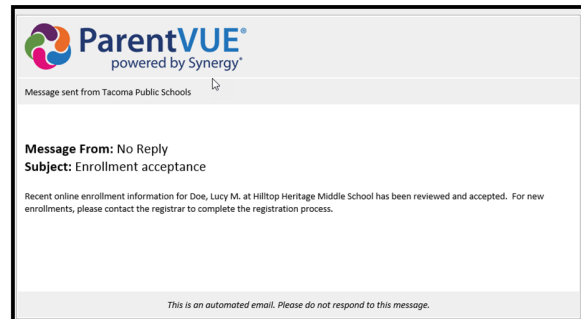 ParentVUE®
powered by Synergy®
Message sent from Tacoma Public Schools
Message From: No Reply
Subject: Enrollment acceptance
Recent online enrollment information for Doe, Lucy M. at Hilltop Heritage Middle School has been reviewed and accepted.  For new
enrollments, please contact the registrar to complete the registration process.
This is an automated email. Please do not respond to this message.